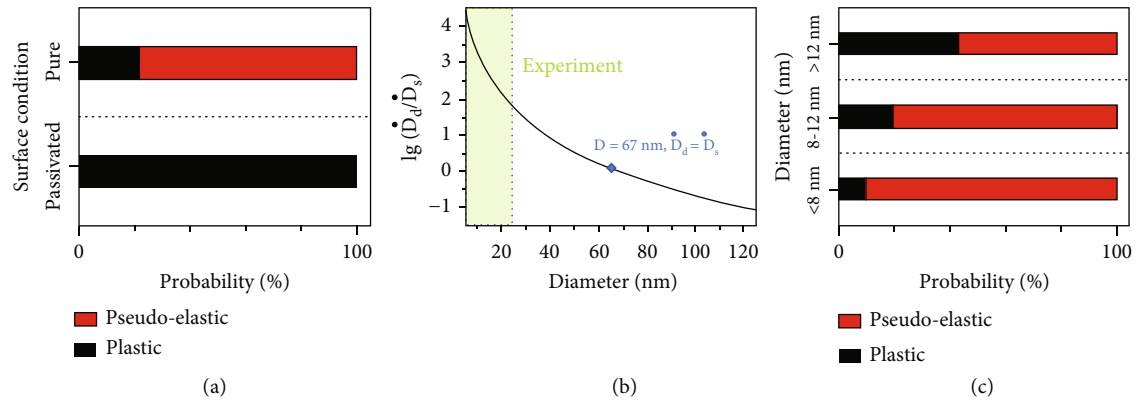 Surface condition
Pure
Passivated
0
100
Probability (%)
Pseudo-elastic
Plastic
(a)
lg (Ḋd/Ḋs)
4
3
2
1
0
−1
Experiment
D = 67 nm, Ḋd = Ḋs
20
40
60
80
100
120
Diameter (nm)
(b)
Diameter (nm)
>12 nm
8-12 nm
<8 nm
0
100
Probability (%)
Pseudo-elastic
Plastic
(c)